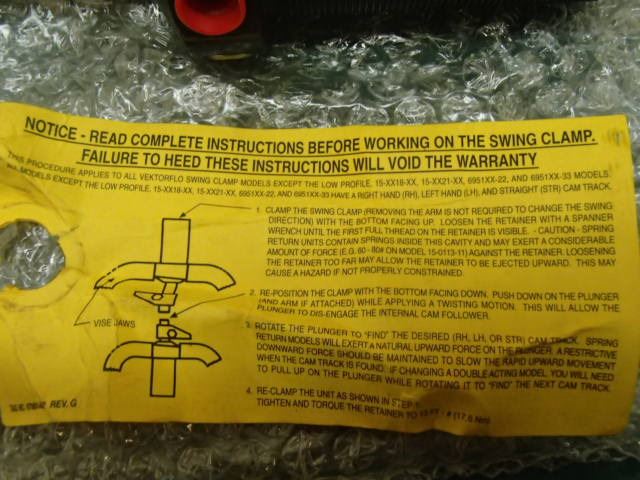 NOTICE - READ COMPLETE INSTRUCTIONS BEFORE WORKING ON THE SWING CLAMP.
FAILURE TO HEED THESE INSTRUCTIONS WILL VOID THE WARRANTY
THIS PROCEDURE APPLIES TO ALL VEKTORFLO SWING CLAMP MODELS EXCEPT THE LOW PROFILE, 15-XX18-XX, 15-XX21-XX, 6951XX-22, AND 6951XX-33 MODELS.
ALL MODELS EXCEPT THE LOW PROFILE, 15-XX18-XX, 15-XX21-XX, 6951XX-22, AND 6951XX-33 HAVE A RIGHT HAND (RH), LEFT HAND (LH), AND STRAIGHT (STR) CAM TRACK.
1. CLAMP THE SWING CLAMP (REMOVING THE ARM IS NOT REQUIRED TO CHANGE THE SWING
DIRECTION) WITH THE BOTTOM FACING UP. LOOSEN THE RETAINER WITH A SPANNER
WRENCH UNTIL THE FIRST FULL THREAD ON THE RETAINER IS VISIBLE. - CAUTION - SPRING
RETURN UNITS CONTAIN SPRINGS INSIDE THIS CAVITY AND MAY EXERT A CONSIDERABLE
AMOUNT OF FORCE (E.G. 60 - 80# ON MODEL 15-0113-11) AGAINST THE RETAINER. LOOSENING
THE RETAINER TOO FAR MAY ALLOW THE RETAINER TO BE EJECTED UPWARD. THIS MAY
CAUSE A HAZARD IF NOT PROPERLY CONSTRAINED.
2. RE-POSITION THE CLAMP WITH THE BOTTOM FACING DOWN. PUSH DOWN ON THE PLUNGER
(AND ARM IF ATTACHED) WHILE APPLYING A TWISTING MOTION. THIS WILL ALLOW THE
PLUNGER TO DIS-ENGAGE THE INTERNAL CAM FOLLOWER.
VISE JAWS
3. ROTATE THE PLUNGER TO "FIND" THE DESIRED (RH, LH, OR STR) CAM TRACK. SPRING
RETURN MODELS WILL EXERT A NATURAL UPWARD FORCE ON THE PLUNGER. A RESTRICTIVE
DOWNWARD FORCE SHOULD BE MAINTAINED TO SLOW THE RAPID UPWARD MOVEMENT
WHEN THE CAM TRACK IS FOUND. IF CHANGING A DOUBLE ACTING MODEL, YOU WILL NEED
TO PULL UP ON THE PLUNGER WHILE ROTATING IT TO "FIND" THE NEXT CAM TRACK.
4. RE-CLAMP THE UNIT AS SHOWN IN STEP
TIGHTEN AND TORQUE THE RETAINER TO
REV. G